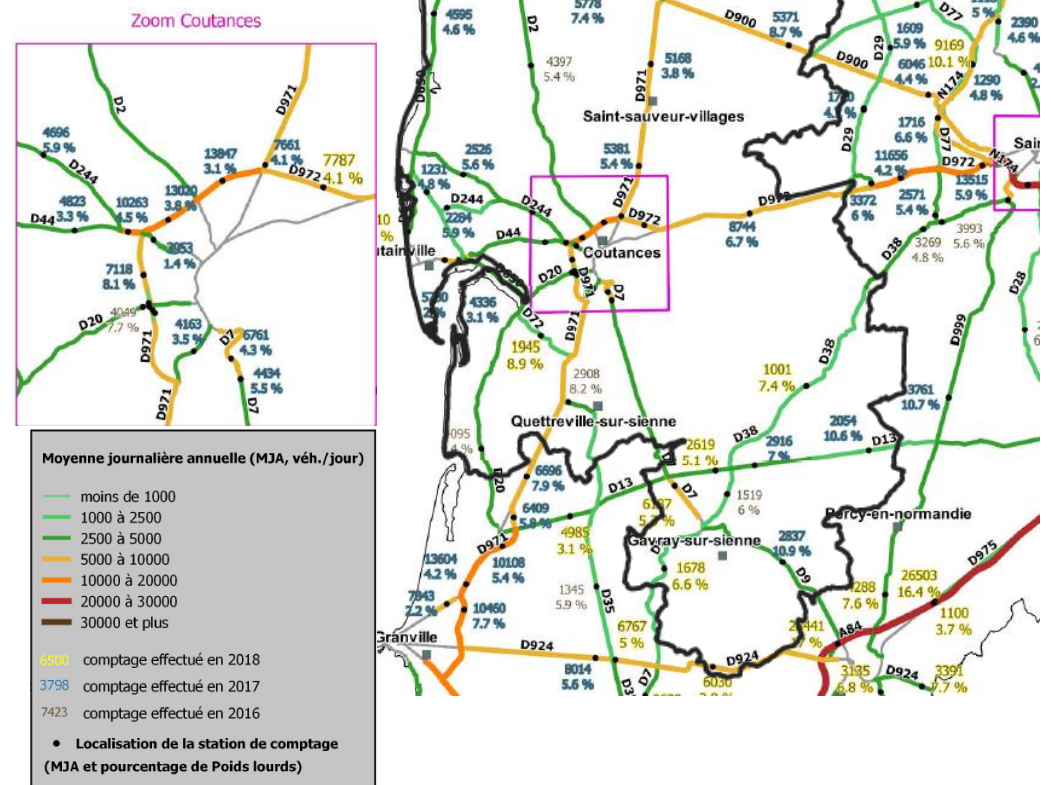 Zoom Coutances
D2
D971
4696
5.9 %
D244
13847
3.1 %
7661
4.1 %
7787
4.1 %
D972
4823
3.3 %
10263
4.5 %
13020
3.8 %
D44
3953
1.4 %
7118
8.1 %
4049
7.7 %
D20
4163
3.5 %
D7
6761
4.3 %
D971
4434
5.5 %
D971
D7
Moyenne journalière annuelle (MJA, véh./jour)
moins de 1000
1000 à 2500
2500 à 5000
5000 à 10000
10000 à 20000
20000 à 30000
30000 et plus
6500 comptage effectué en 2018
3798 comptage effectué en 2017
7423 comptage effectué en 2016
Localisation de la station de comptage
(MJA et pourcentage de Poids lourds)
4595
4.6 %
D2
5778
7.4 %
D900
5371
8.7 %
D77
5 %
2390
4.6 %
1609
5.9 %
D29
9169
10.1 %
4397
5.4 %
5168
3.8 %
D900
6046
4.4 %
N174
1290
4.8 %
D650
D971
Saint-sauveur-villages
1716
6.6 %
D77
D29
2526
5.6 %
5381
5.4 %
11656
4.2 %
D972
N174
1231
4.8 %
D244
D244
D971
D972
D972
3372
6 %
2571
5.4 %
13515
5.9 %
2284
5.9 %
D44
8744
6.7 %
3269
4.8 %
3993
5.6 %
D38
Coutances
D650
D20
D971
D7
4336
3.1 %
D72
D971
D28
1945
8.9 %
D38
D999
2908
8.2 %
1001
7.4 %
3761
10.7 %
Quettreville-sur-sienne
2054
10.6 %
D38
2916
7 %
D13
2619
5.1 %
6696
7.9 %
D20
D13
D7
1519
6 %
6409
5.8 %
Percy-en-normandie
4985
3.1 %
D971
Gavray-sur-sienne
2837
10.9 %
D975
13604
4.2 %
10108
5.4 %
1678
6.6 %
D9
26503
16.4 %
4288
7.6 %
7843
2.2 %
1345
5.9 %
D35
10460
7.7 %
6767
5 %
1100
3.7 %
A84
Granville
D924
D924
8014
5.6 %
D7
6030
3135
6.8 %
D924
3391
7.7 %